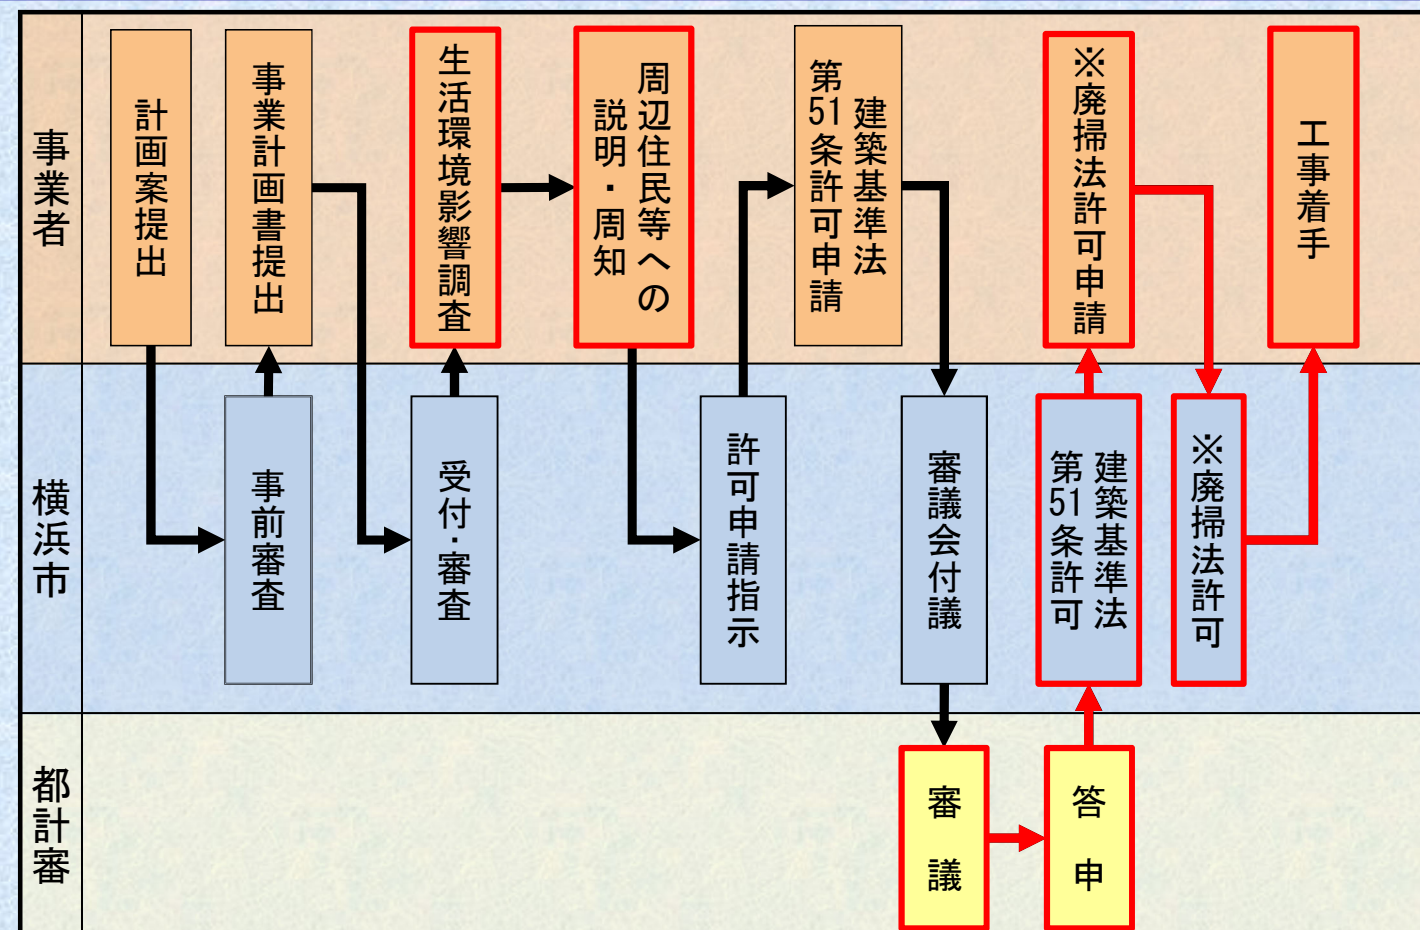 事業者
計画案提出
事業計画書提出
生活環境影響調査
周辺住民等への
説明・周知
建築基準法
第51条許可申請
※廃掃法許可申請
工事着手
横浜市
事前審査
受付・審査
許可申請指示
審議会付議
建築基準法
第51条許可
※廃掃法許可
都計審
審議
答申